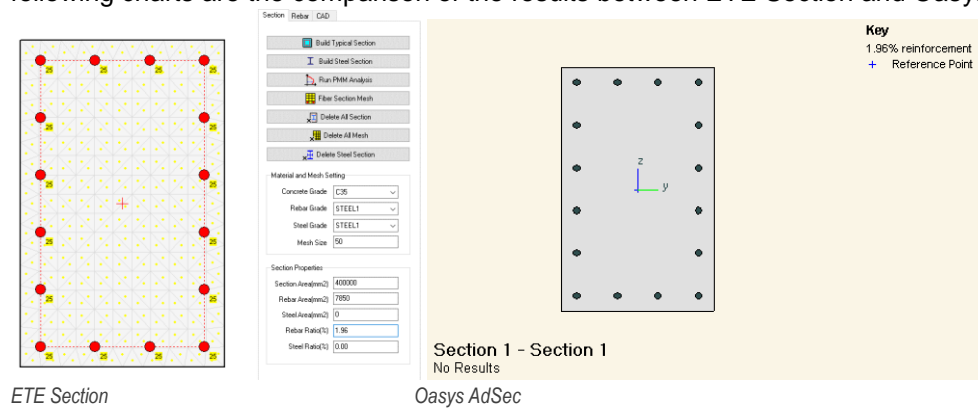 following charts are the comparison of the results between ETE Section and Oasys
Section Rebar CAD
Build Typical Section
Build Steel Section
Run PMM Analysis
Fiber Section Mesh
Delete All Section
Delete All Mesh
Delete Steel Section
Material and Mesh Setting
Concrete Grade C35
Rebar Grade STEEL1
Steel Grade STEEL1
Mesh Size 50
Section Properties
Section Area(mm2) 400000
Rebar Area(mm2) 7850
Steel Area(mm2) 0
Rebar Ratio(%) 1.96
Steel Ratio(%) 0.00
25 25 25 25
25 25
25 25
25 25
25 25
25 25 25 25
Key
1.96% reinforcement
+ Reference Point
z
y
Section 1 - Section 1
No Results
ETE Section
Oasys AdSec